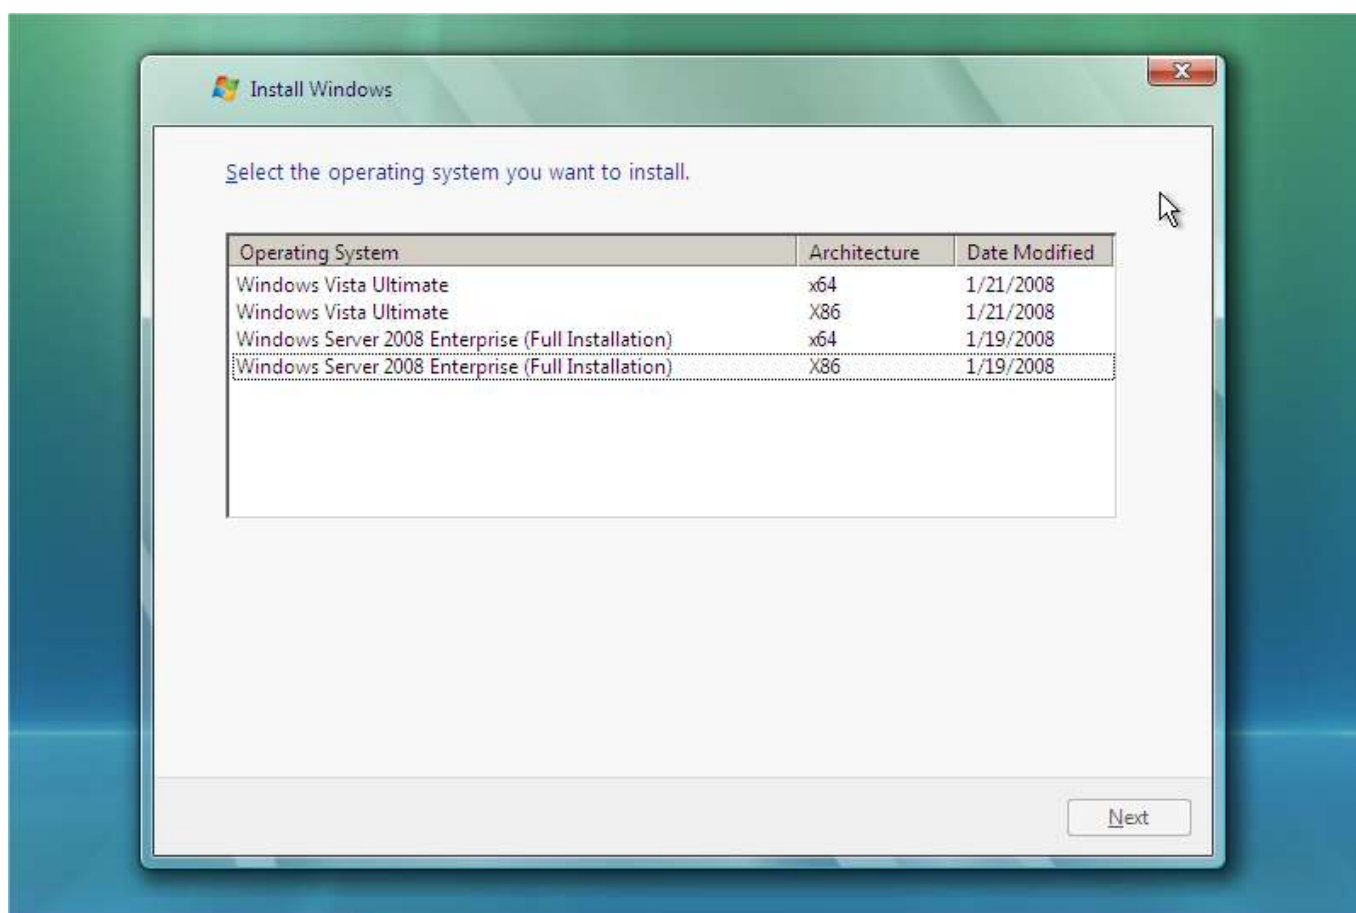 Install Windows
Select the operating system you want to install.
Operating System Architecture Date Modified
Windows Vista Ultimate x64 1/21/2008
Windows Vista Ultimate X86 1/21/2008
Windows Server 2008 Enterprise (Full Installation) x64 1/19/2008
Windows Server 2008 Enterprise (Full Installation) X86 1/19/2008
Next